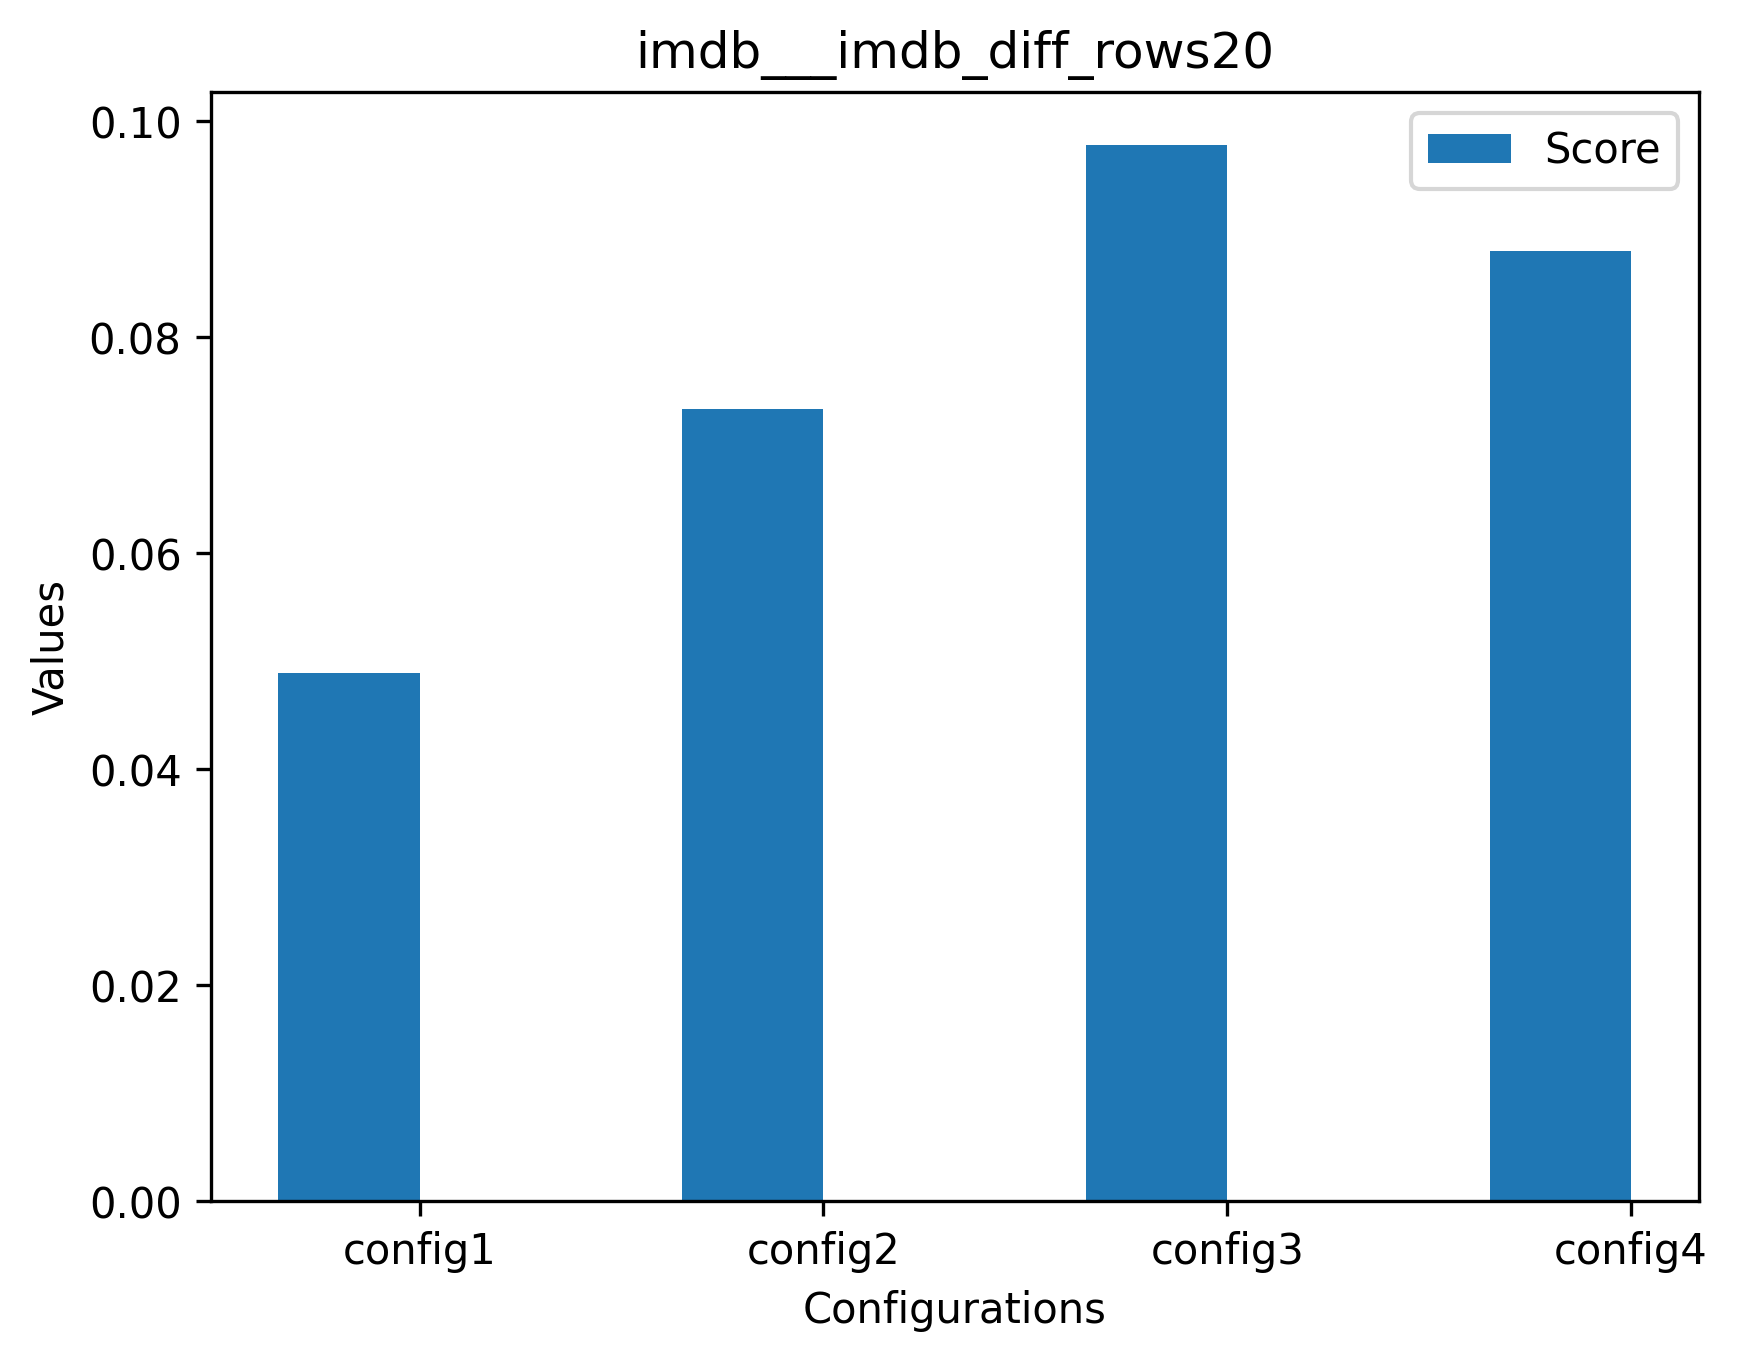 imdb___imdb_diff_rows20
Score
Values
0.10
0.08
0.06
0.04
0.02
0.00
config1 config2 config3 config4
Configurations